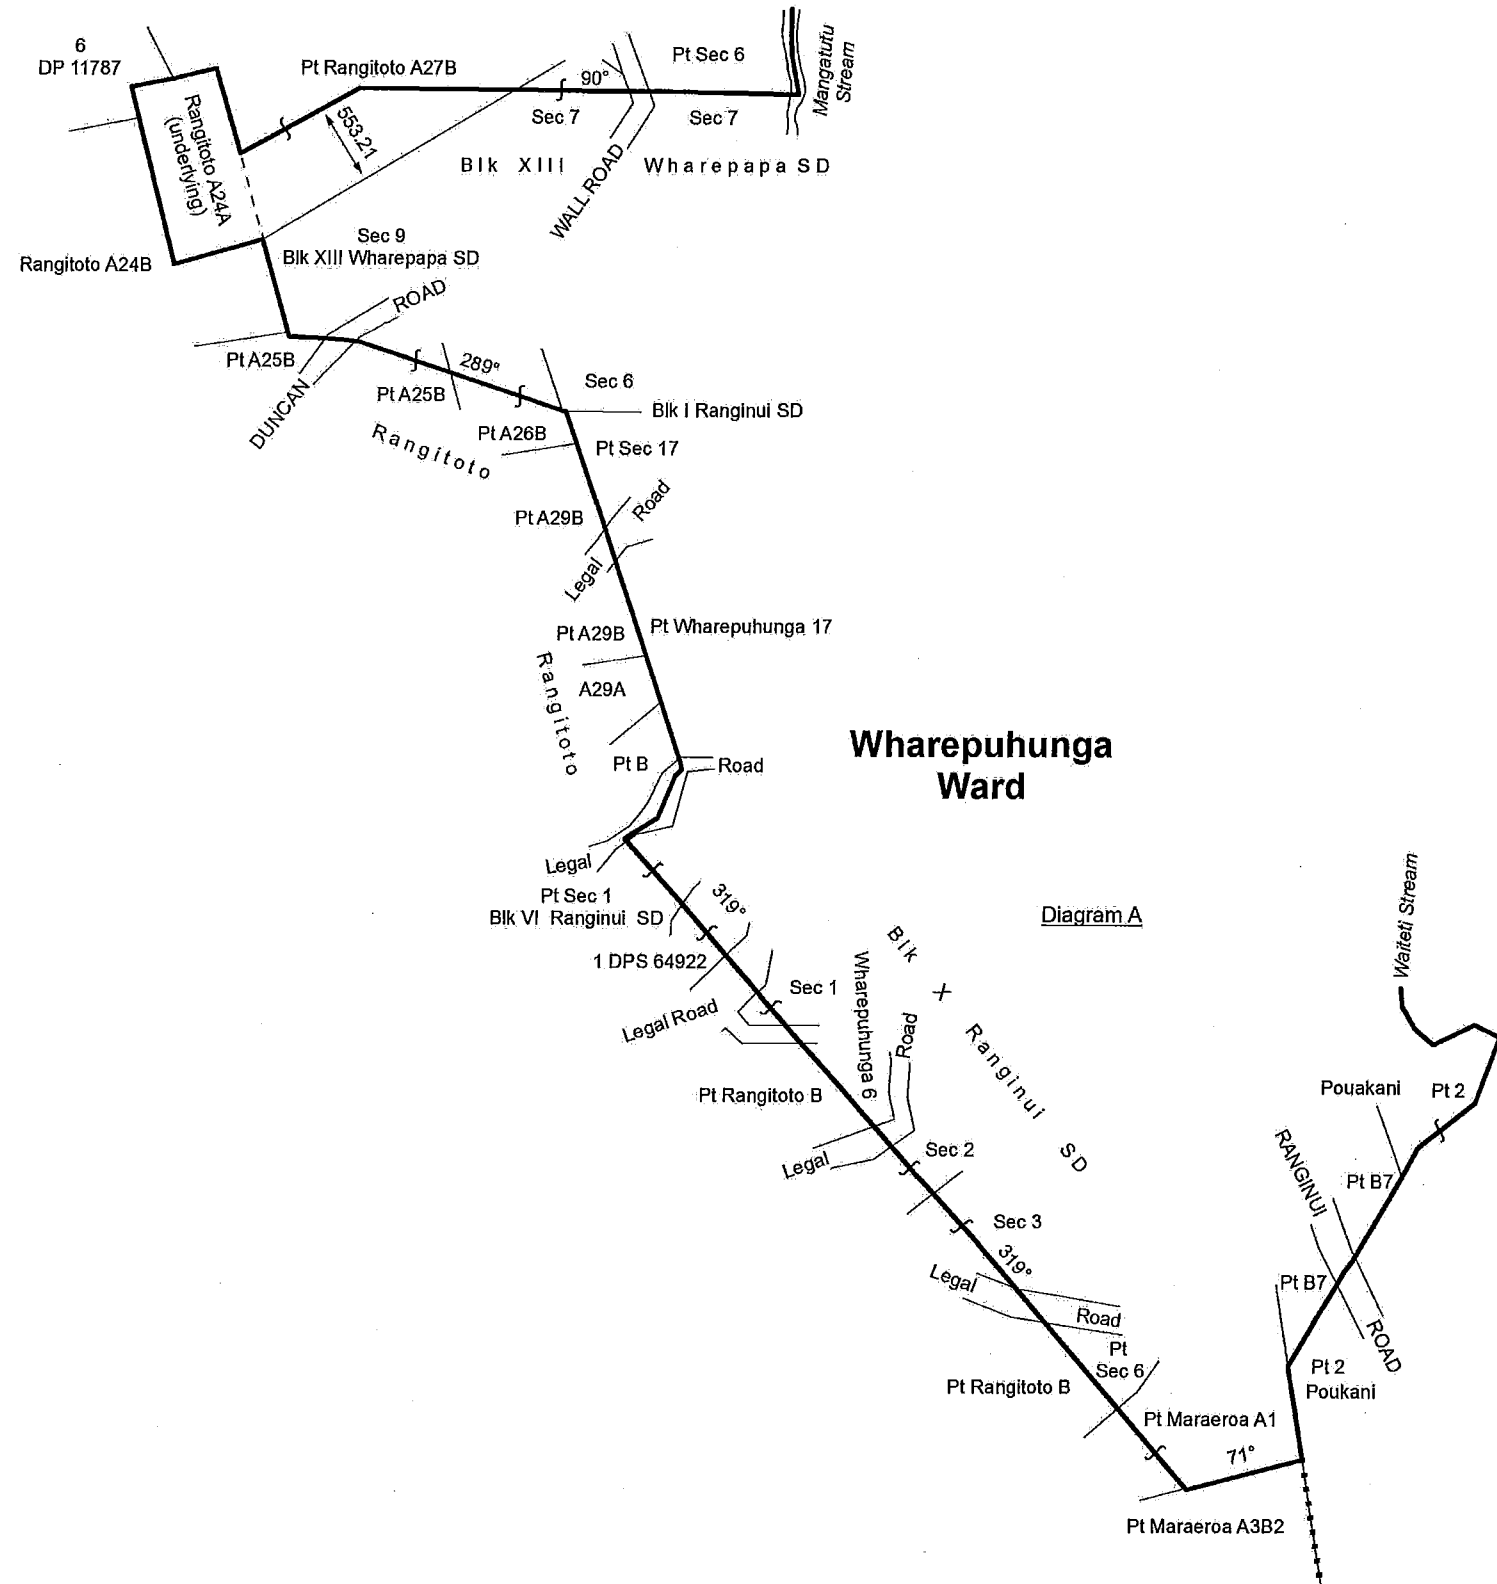 6
DP 11787
Pt Rangitoto A27B
Pt Sec 6
Mangatutu
Stream
90°
Rangitoto A24A
(underlying)
553.21
Sec 7
Sec 7
Blk XIII
Wharepapa SD
WALL ROAD
Rangitoto A24B
Sec 9
Blk XIII Wharepapa SD
DUNCAN
ROAD
Pt A25B
289°
Pt A25B
Sec 6
Blk I Ranginui SD
Rangitoto
Pt A26B
Pt Sec 17
Pt A29B
Legal
Road
Pt A29B
Pt Wharepuhunga 17
Rangitoto
A29A
Pt B
Road
Wharepuhunga
Ward
Legal
Pt Sec 1
Blk VI Ranginui SD
319°
Diagram A
Waiteti Stream
1 DPS 64922
Sec 1
Legal Road
Wharepuhunga 6
Road
Blk X Ranginui SD
Pt Rangitoto B
Pouakani
Pt 2
Legal
Sec 2
RANGINUI
ROAD
Pt B7
Sec 3
319°
Legal
Road
Pt B7
Pt
Sec 6
Pt 2
Poukani
Pt Rangitoto B
Pt Maraeroa A1
71°
Pt Maraeroa A3B2